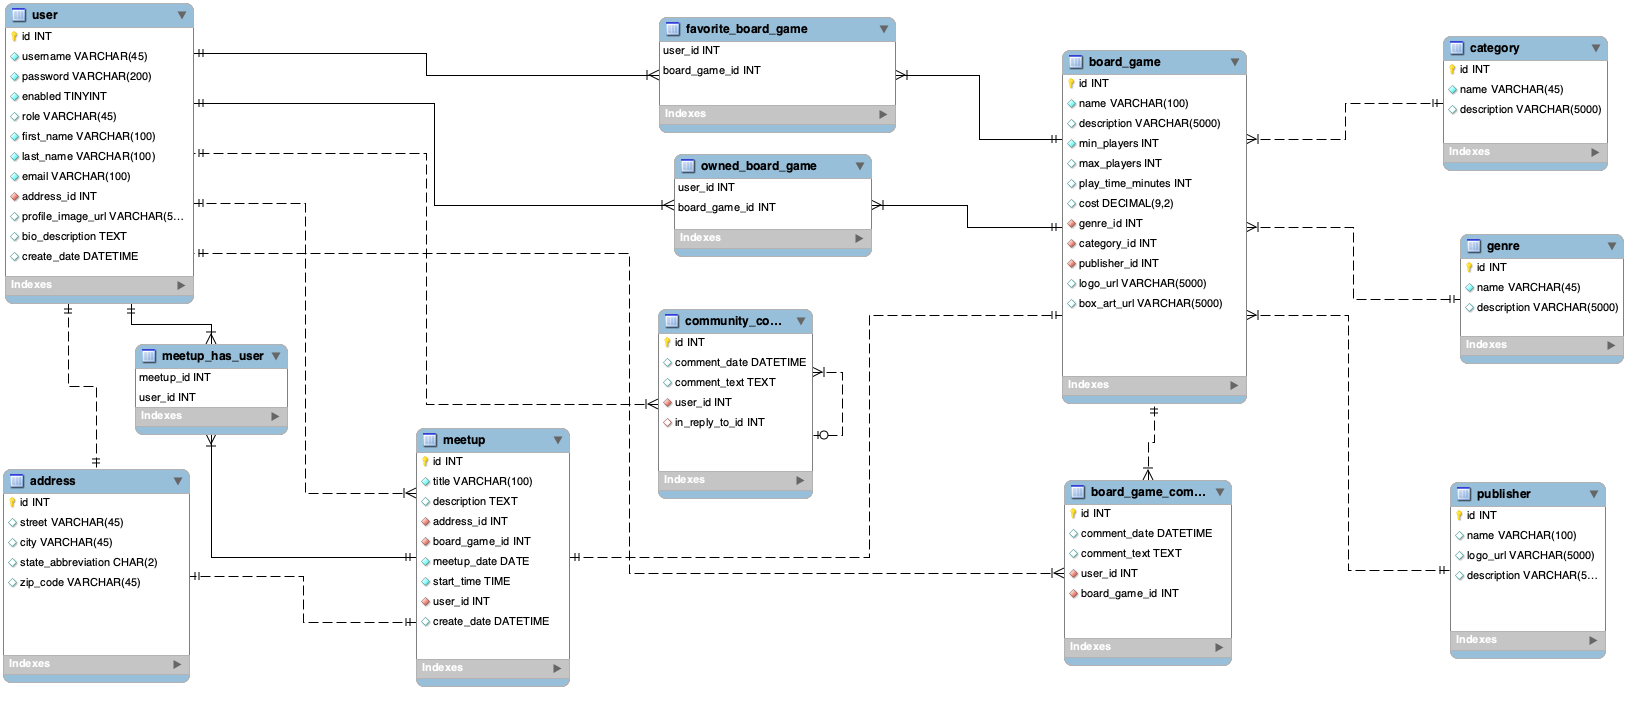 user
id INT
username VARCHAR(45)
password VARCHAR(200)
enabled TINYINT
role VARCHAR(45)
first_name VARCHAR(100)
last_name VARCHAR(100)
email VARCHAR(100)
address_id INT
profile_image_url VARCHAR(5...
bio_description TEXT
create_date DATETIME
Indexes
meetup_has_user
meetup_id INT
user_id INT
Indexes
address
id INT
street VARCHAR(45)
city VARCHAR(45)
state_abbreviation CHAR(2)
zip_code VARCHAR(45)
Indexes
meetup
id INT
title VARCHAR(100)
description TEXT
address_id INT
board_game_id INT
meetup_date DATE
start_time TIME
user_id INT
create_date DATETIME
Indexes
favorite_board_game
user_id INT
board_game_id INT
Indexes
owned_board_game
user_id INT
board_game_id INT
Indexes
community_co...
id INT
comment_date DATETIME
comment_text TEXT
user_id INT
in_reply_to_id INT
Indexes
board_game
id INT
name VARCHAR(100)
description VARCHAR(5000)
min_players INT
max_players INT
play_time_minutes INT
cost DECIMAL(9,2)
genre_id INT
category_id INT
publisher_id INT
logo_url VARCHAR(5000)
box_art_url VARCHAR(5000)
Indexes
board_game_com...
id INT
comment_date DATETIME
comment_text TEXT
user_id INT
board_game_id INT
Indexes
category
id INT
name VARCHAR(45)
description VARCHAR(5000)
Indexes
genre
id INT
name VARCHAR(45)
description VARCHAR(5000)
Indexes
publisher
id INT
name VARCHAR(100)
logo_url VARCHAR(5000)
description VARCHAR(5...
Indexes